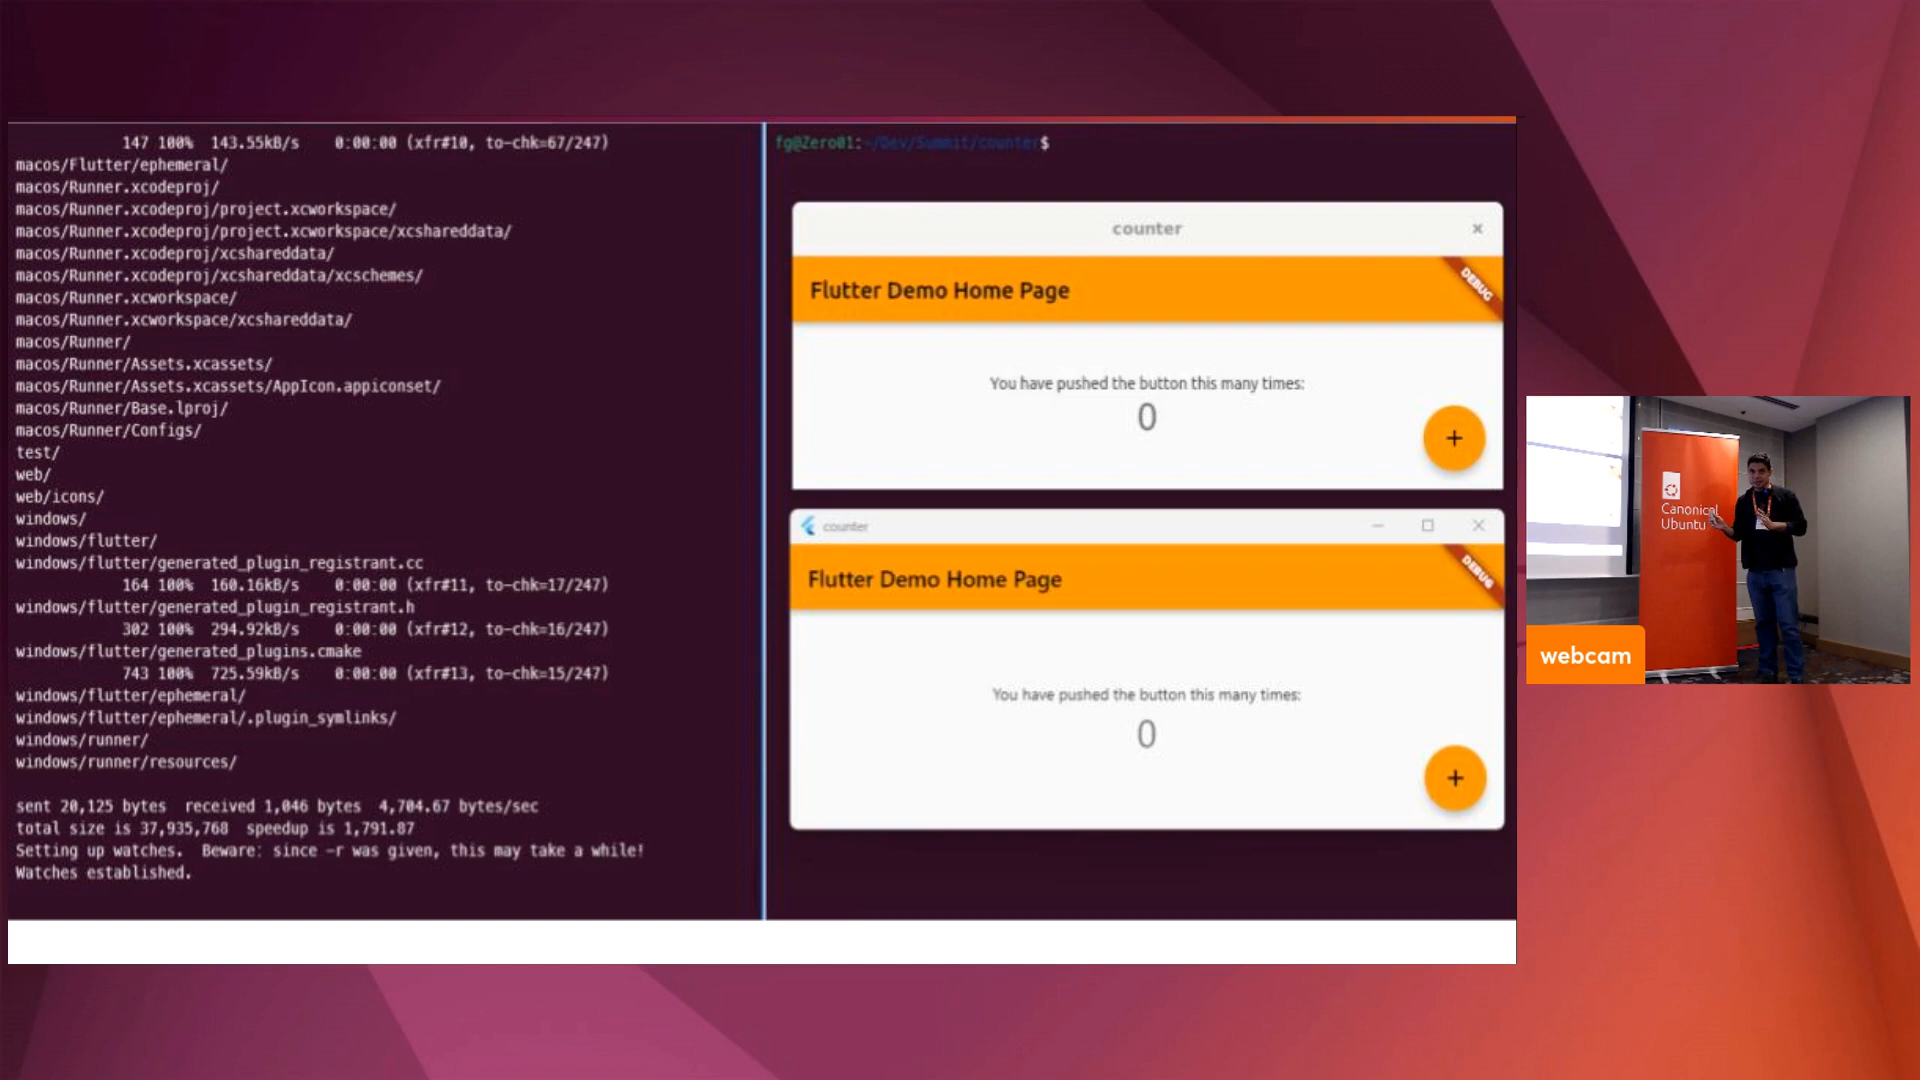 147 100%  143.55kB/s    0:00:00 (xfr#10, to-chk=67/247)
macos/Flutter/ephemeral/
macos/Runner.xcodeproj/
macos/Runner.xcodeproj/project.xcworkspace/
macos/Runner.xcodeproj/project.xcworkspace/xcshareddata/
macos/Runner.xcodeproj/xcshareddata/
macos/Runner.xcodeproj/xcshareddata/xcschemes/
macos/Runner.xcworkspace/
macos/Runner.xcworkspace/xcshareddata/
macos/Runner/
macos/Runner/Assets.xcassets/
macos/Runner/Assets.xcassets/AppIcon.appiconset/
macos/Runner/Base.lproj/
macos/Runner/Configs/
test/
web/
web/icons/
windows/
windows/flutter/
windows/flutter/generated_plugin_registrant.cc
164 100%  160.16kB/s    0:00:00 (xfr#11, to-chk=17/247)
windows/flutter/generated_plugin_registrant.h
302 100%  294.92kB/s    0:00:00 (xfr#12, to-chk=16/247)
windows/flutter/generated_plugins.cmake
743 100%  725.59kB/s    0:00:00 (xfr#13, to-chk=15/247)
windows/flutter/ephemeral/
windows/flutter/ephemeral/.plugin_symlinks/
windows/runner/
windows/runner/resources/
sent 20,125 bytes  received 1,046 bytes  4,704.67 bytes/sec
total size is 37,935,768  speedup is 1,791.87
Setting up watches.  Beware: since -r was given, this may take a while!
Watches established.
fg@Zero01:~/Dev/Summit/counter$
counter
Flutter Demo Home Page
DEBUG
You have pushed the button this many times:
0
+
counter
Flutter Demo Home Page
DEBUG
You have pushed the button this many times:
0
+
Canonical
Ubuntu
webcam